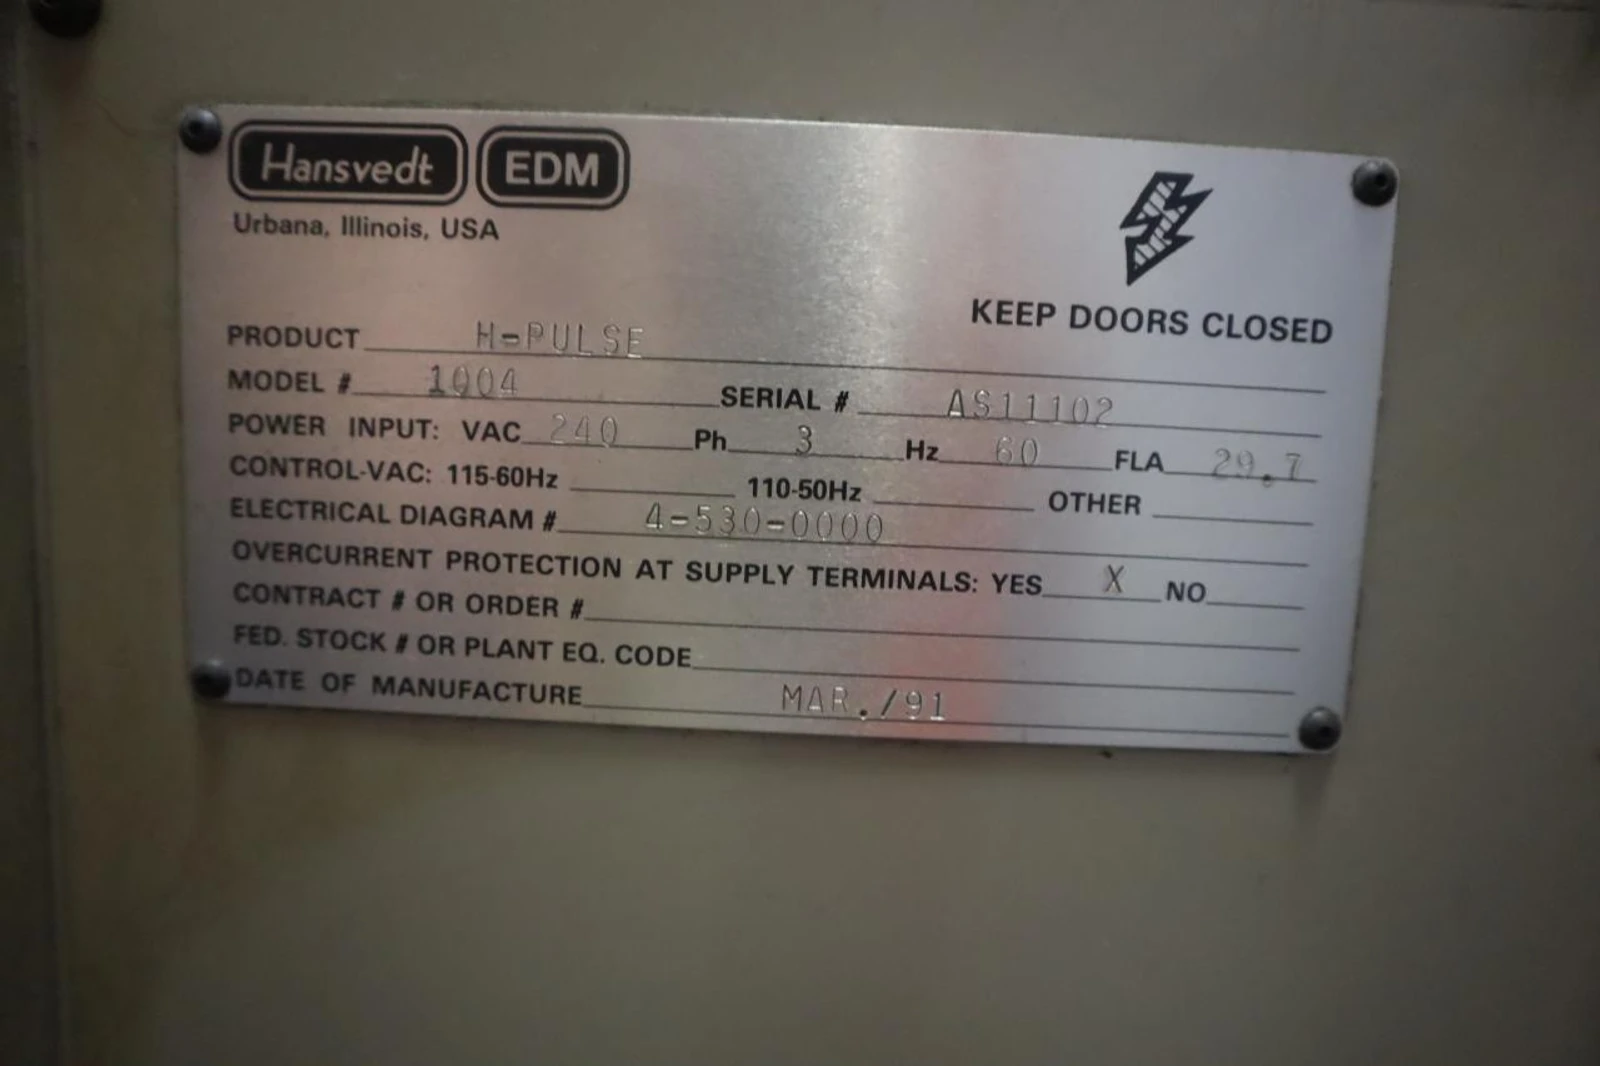 Hansvedt EDM
Urbana, Illinois, USA
KEEP DOORS CLOSED
PRODUCT H-PULSE
MODEL # 1004 SERIAL # AS11102
POWER INPUT: VAC 240 Ph 3 Hz 60 FLA 29.7
CONTROL-VAC: 115-60Hz 110-50Hz OTHER
ELECTRICAL DIAGRAM # 4-530-0000
OVERCURRENT PROTECTION AT SUPPLY TERMINALS: YES X NO
CONTRACT # OR ORDER #
FED. STOCK # OR PLANT EQ. CODE
DATE OF MANUFACTURE MAR./91